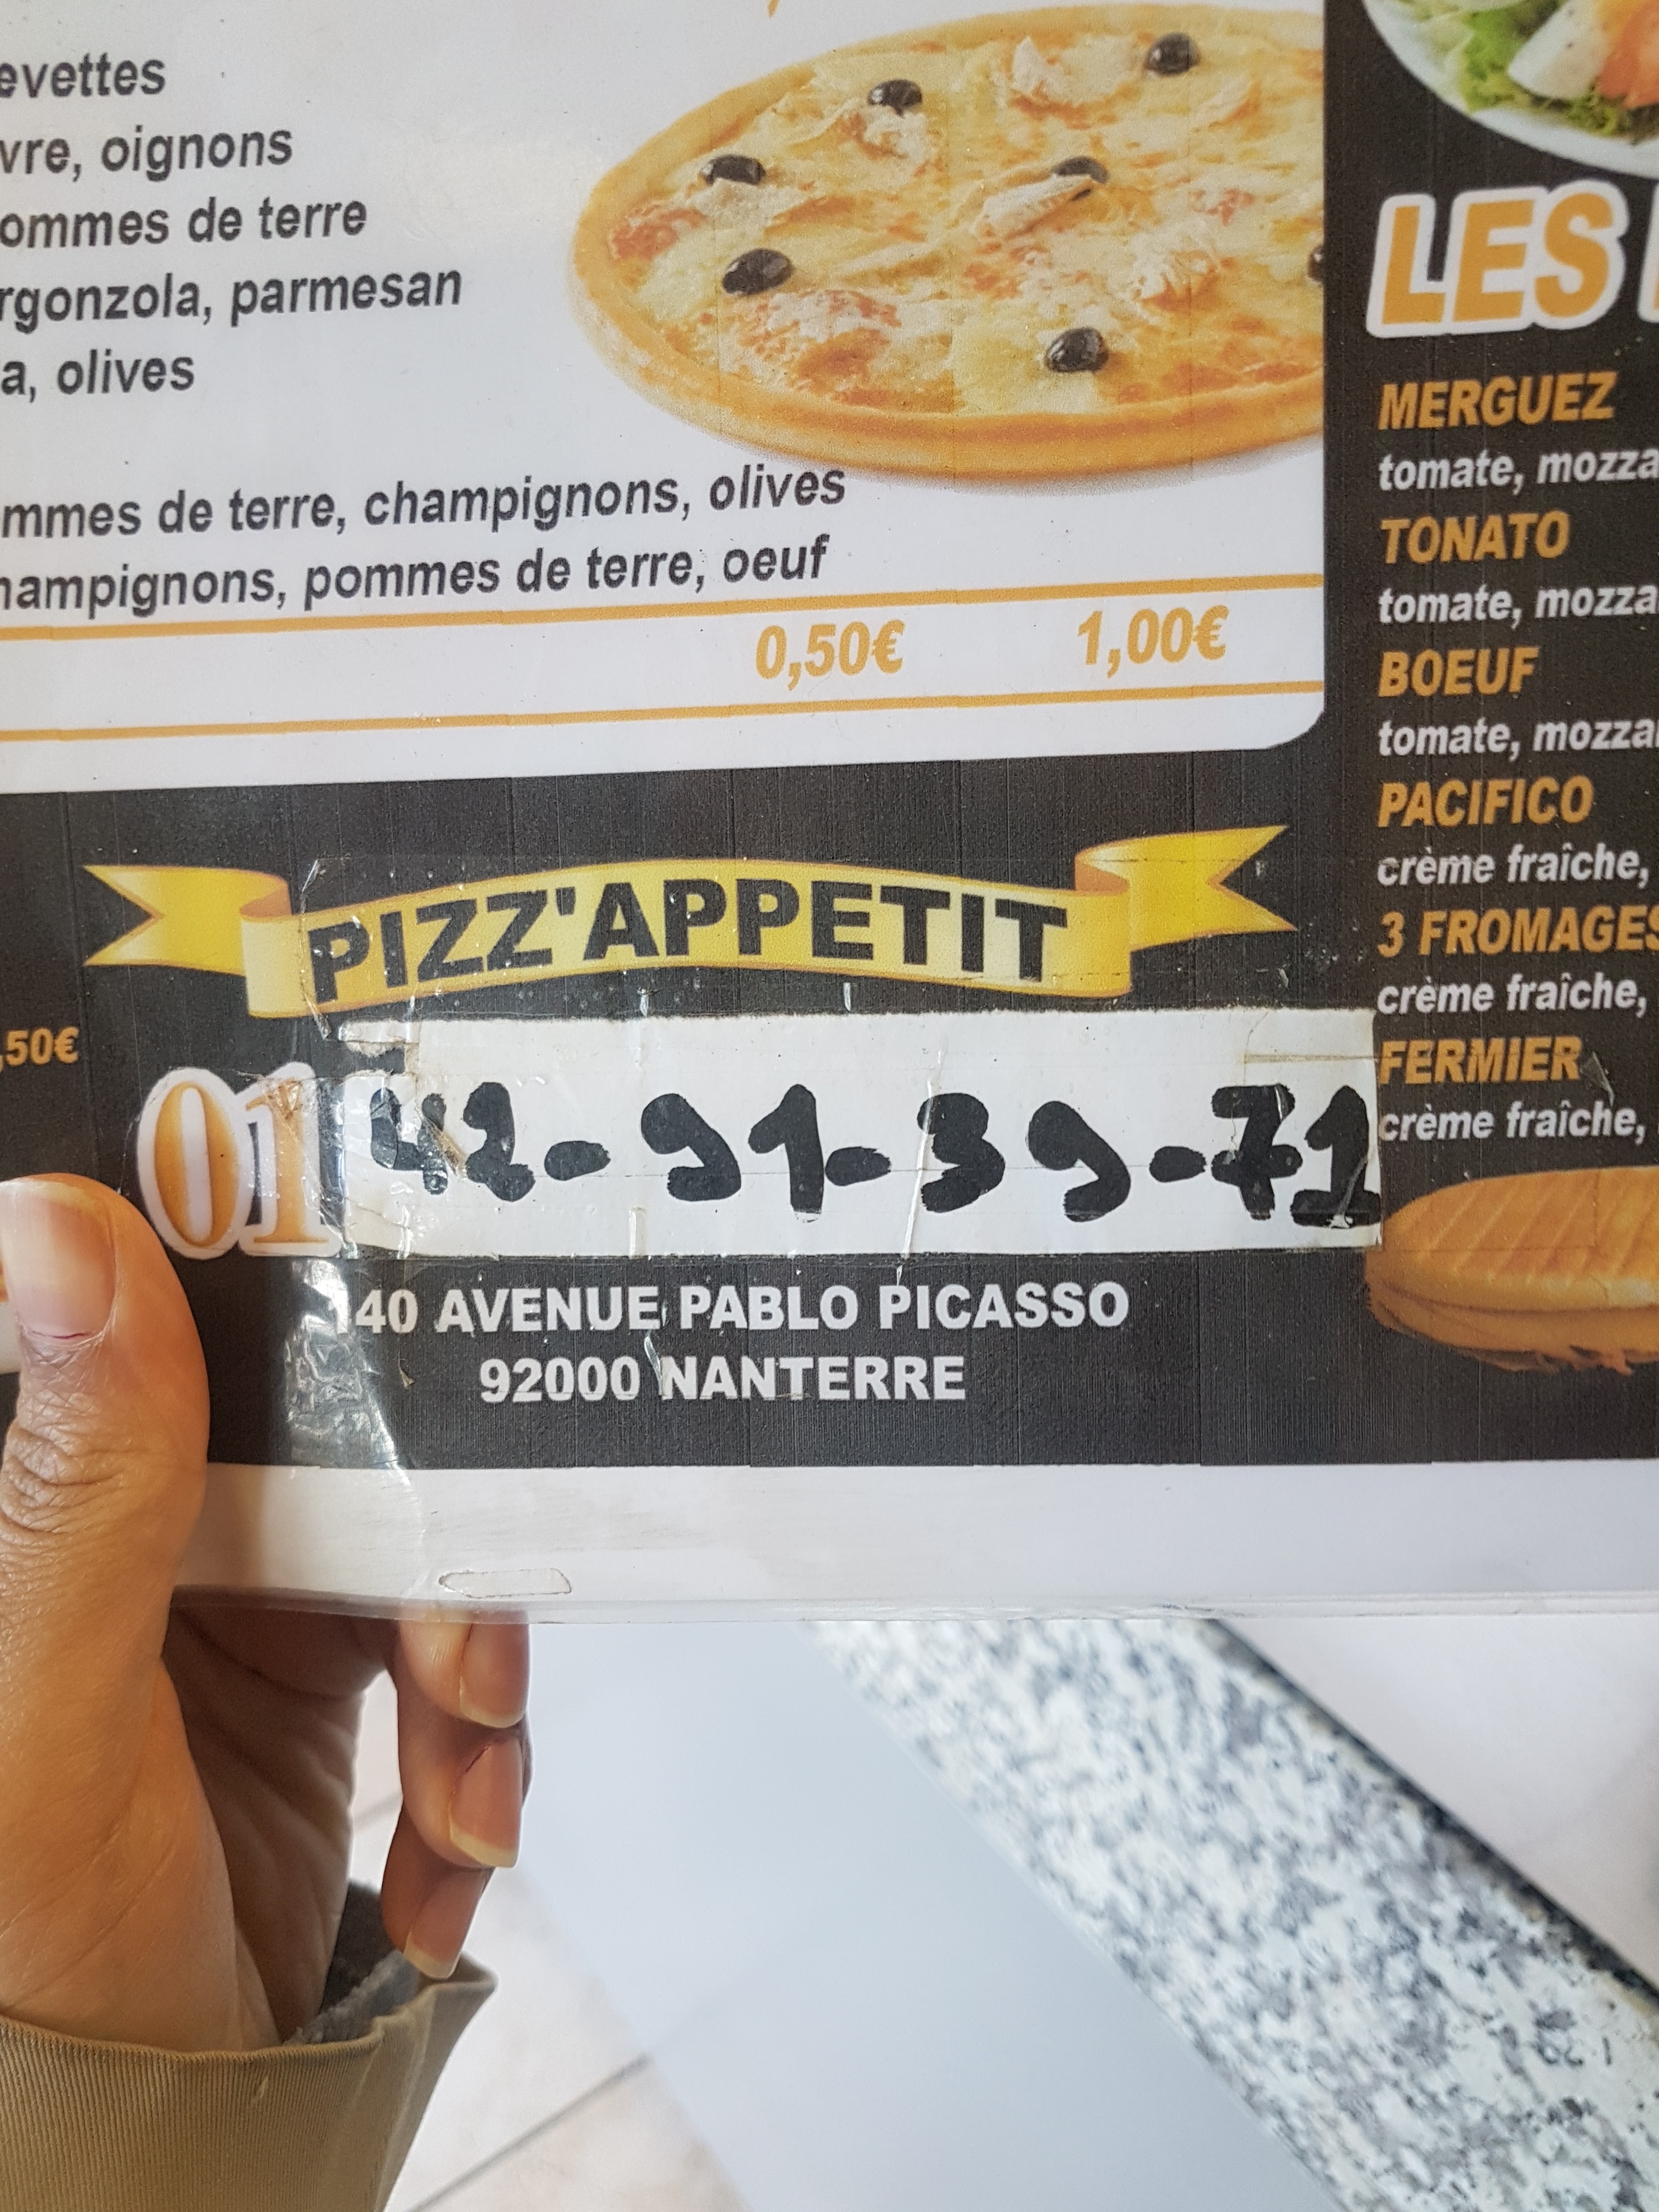 evettes
vre, oignons
ommes de terre
rgonzola, parmesan
a, olives
mmes de terre, champignons, olives
hampignons, pommes de terre, oeuf
0,50€ 1,00€
,50€
PIZZ'APPETIT
01 42-91-39-71
140 AVENUE PABLO PICASSO
92000 NANTERRE
LES
MERGUEZ
tomate, mozza
TONATO
tomate, mozza
BOEUF
tomate, mozza
PACIFICO
crème fraîche,
3 FROMAGES
crème fraîche,
FERMIER
crème fraîche,